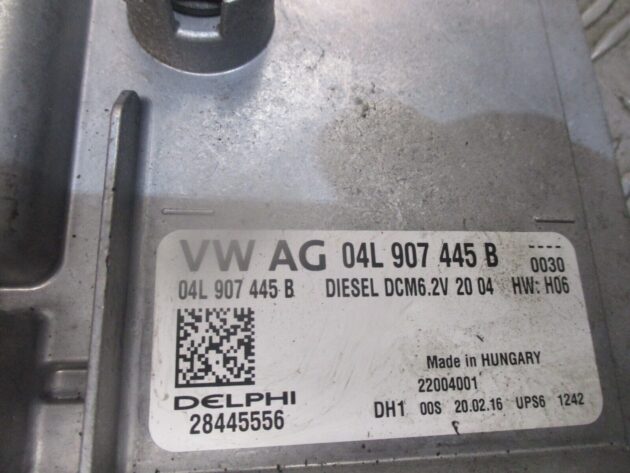 VW AG 04L 907 445 B ----
0030
04L 907 445 B DIESEL DCM6.2V 20 04 HW: H06
Made in HUNGARY
22004001
DELPHI
28445556
DH1 00S 20.02.16 UPS6 1242